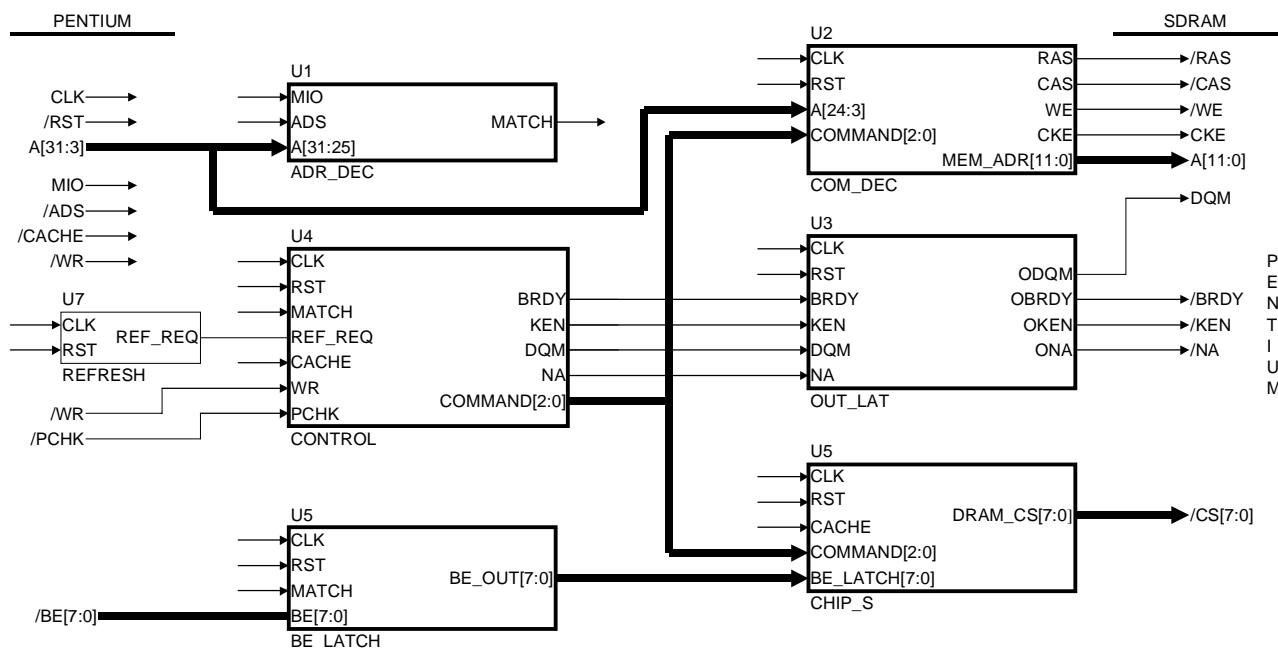 PENTIUM
SDRAM
CLK
/RST
A[31:3]
MIO
/ADS
/CACHE
/WR
U1
MIO
ADS
A[31:25]
MATCH
ADR_DEC
U2
CLK
RST
A[24:3]
COMMAND[2:0]
RAS
CAS
WE
CKE
MEM_ADR[11:0]
COM_DEC
/RAS
/CAS
/WE
CKE
A[11:0]
DQM
U7
CLK
RST
REF_REQ
REFRESH
/WR
/PCHK
U4
CLK
RST
MATCH
REF_REQ
CACHE
WR
PCHK
BRDY
KEN
DQM
NA
COMMAND[2:0]
CONTROL
U3
CLK
RST
BRDY
KEN
DQM
NA
ODQM
OBRDY
OKEN
ONA
OUT_LAT
/BRDY
/KEN
/NA
PENTIUM
/BE[7:0]
U5
CLK
RST
MATCH
BE[7:0]
BE_OUT[7:0]
BE_LATCH
U5
CLK
RST
CACHE
COMMAND[2:0]
BE_LATCH[7:0]
DRAM_CS[7:0]
CHIP_S
/CS[7:0]